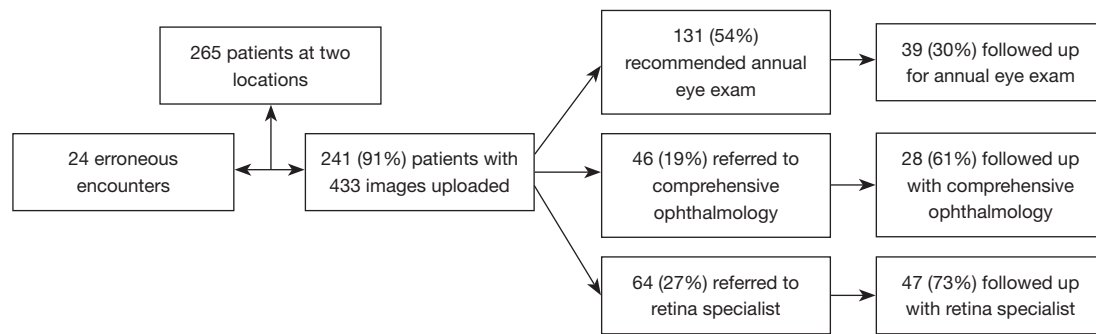 265 patients at two
locations
24 erroneous
encounters
241 (91%) patients with
433 images uploaded
131 (54%)
recommended annual
eye exam
39 (30%) followed up
for annual eye exam
46 (19%) referred to
comprehensive
ophthalmology
28 (61%) followed up
with comprehensive
ophthalmology
64 (27%) referred to
retina specialist
47 (73%) followed up
with retina specialist